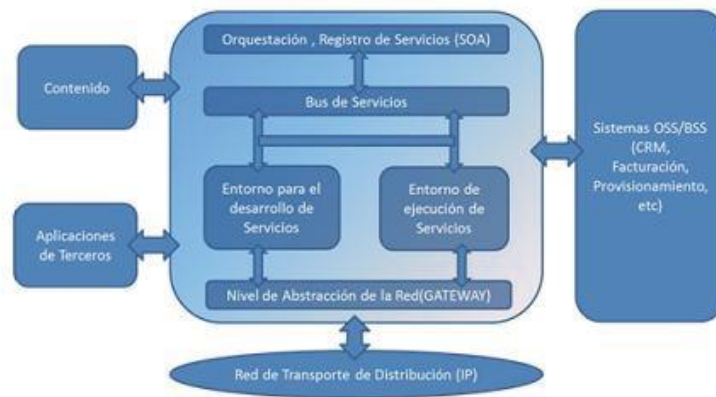 Orquestación , Registro de Servicios (SOA)
Contenido
Bus de Servicios
Sistemas OSS/BSS
(CRM,
Facturación,
Provisionamiento,
etc)
Entorno para el
desarrollo de
Servicios
Entorno de
ejecución de
Servicios
Aplicaciones
de Terceros
Nivel de Abstracción de la Red(GATEWAY)
Red de Transporte de Distribución (IP)